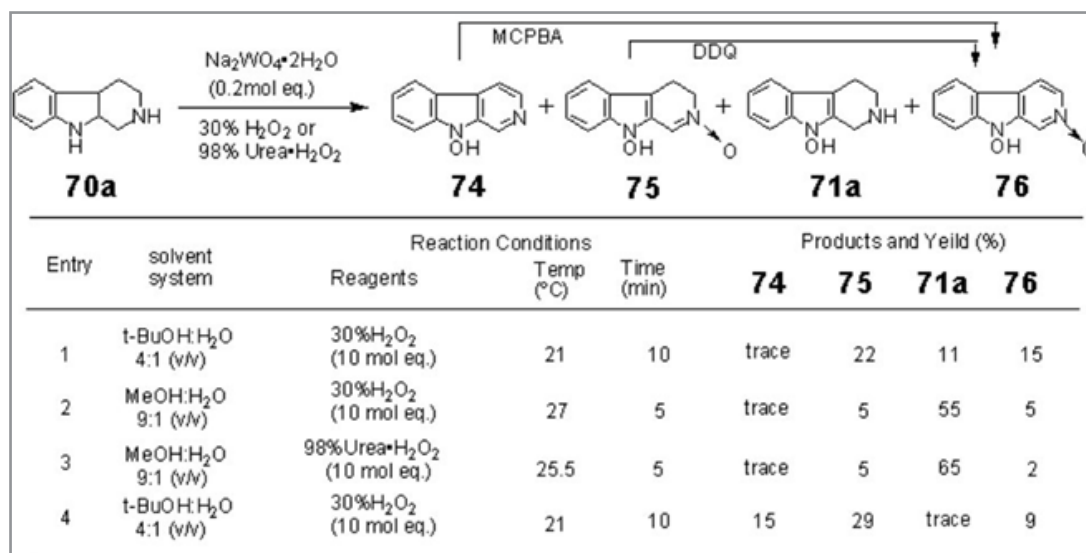 MCPBA
DDQ
Na₂WO₄•2H₂O
(0.2mol eq.)
30% H₂O₂ or
98% Urea•H₂O₂
N
H
NH
+
N
OH
N
+
N
OH
N
O
+
N
OH
NH
+
N
OH
N
O
70a 74 75 71a 76
Reaction Conditions Products and Yeild (%)
Entry solvent system Reagents Temp (°C) Time (min) 74 75 71a 76
1 t-BuOH:H₂O 4:1 (v/v) 30%H₂O₂ (10 mol eq.) 21 10 trace 22 11 15
2 MeOH:H₂O 9:1 (v/v) 30%H₂O₂ (10 mol eq.) 27 5 trace 5 55 5
3 MeOH:H₂O 9:1 (v/v) 98%Urea•H₂O₂ (10 mol eq.) 25.5 5 trace 5 65 2
4 t-BuOH:H₂O 4:1 (v/v) 30%H₂O₂ (10 mol eq.) 21 10 15 29 trace 9